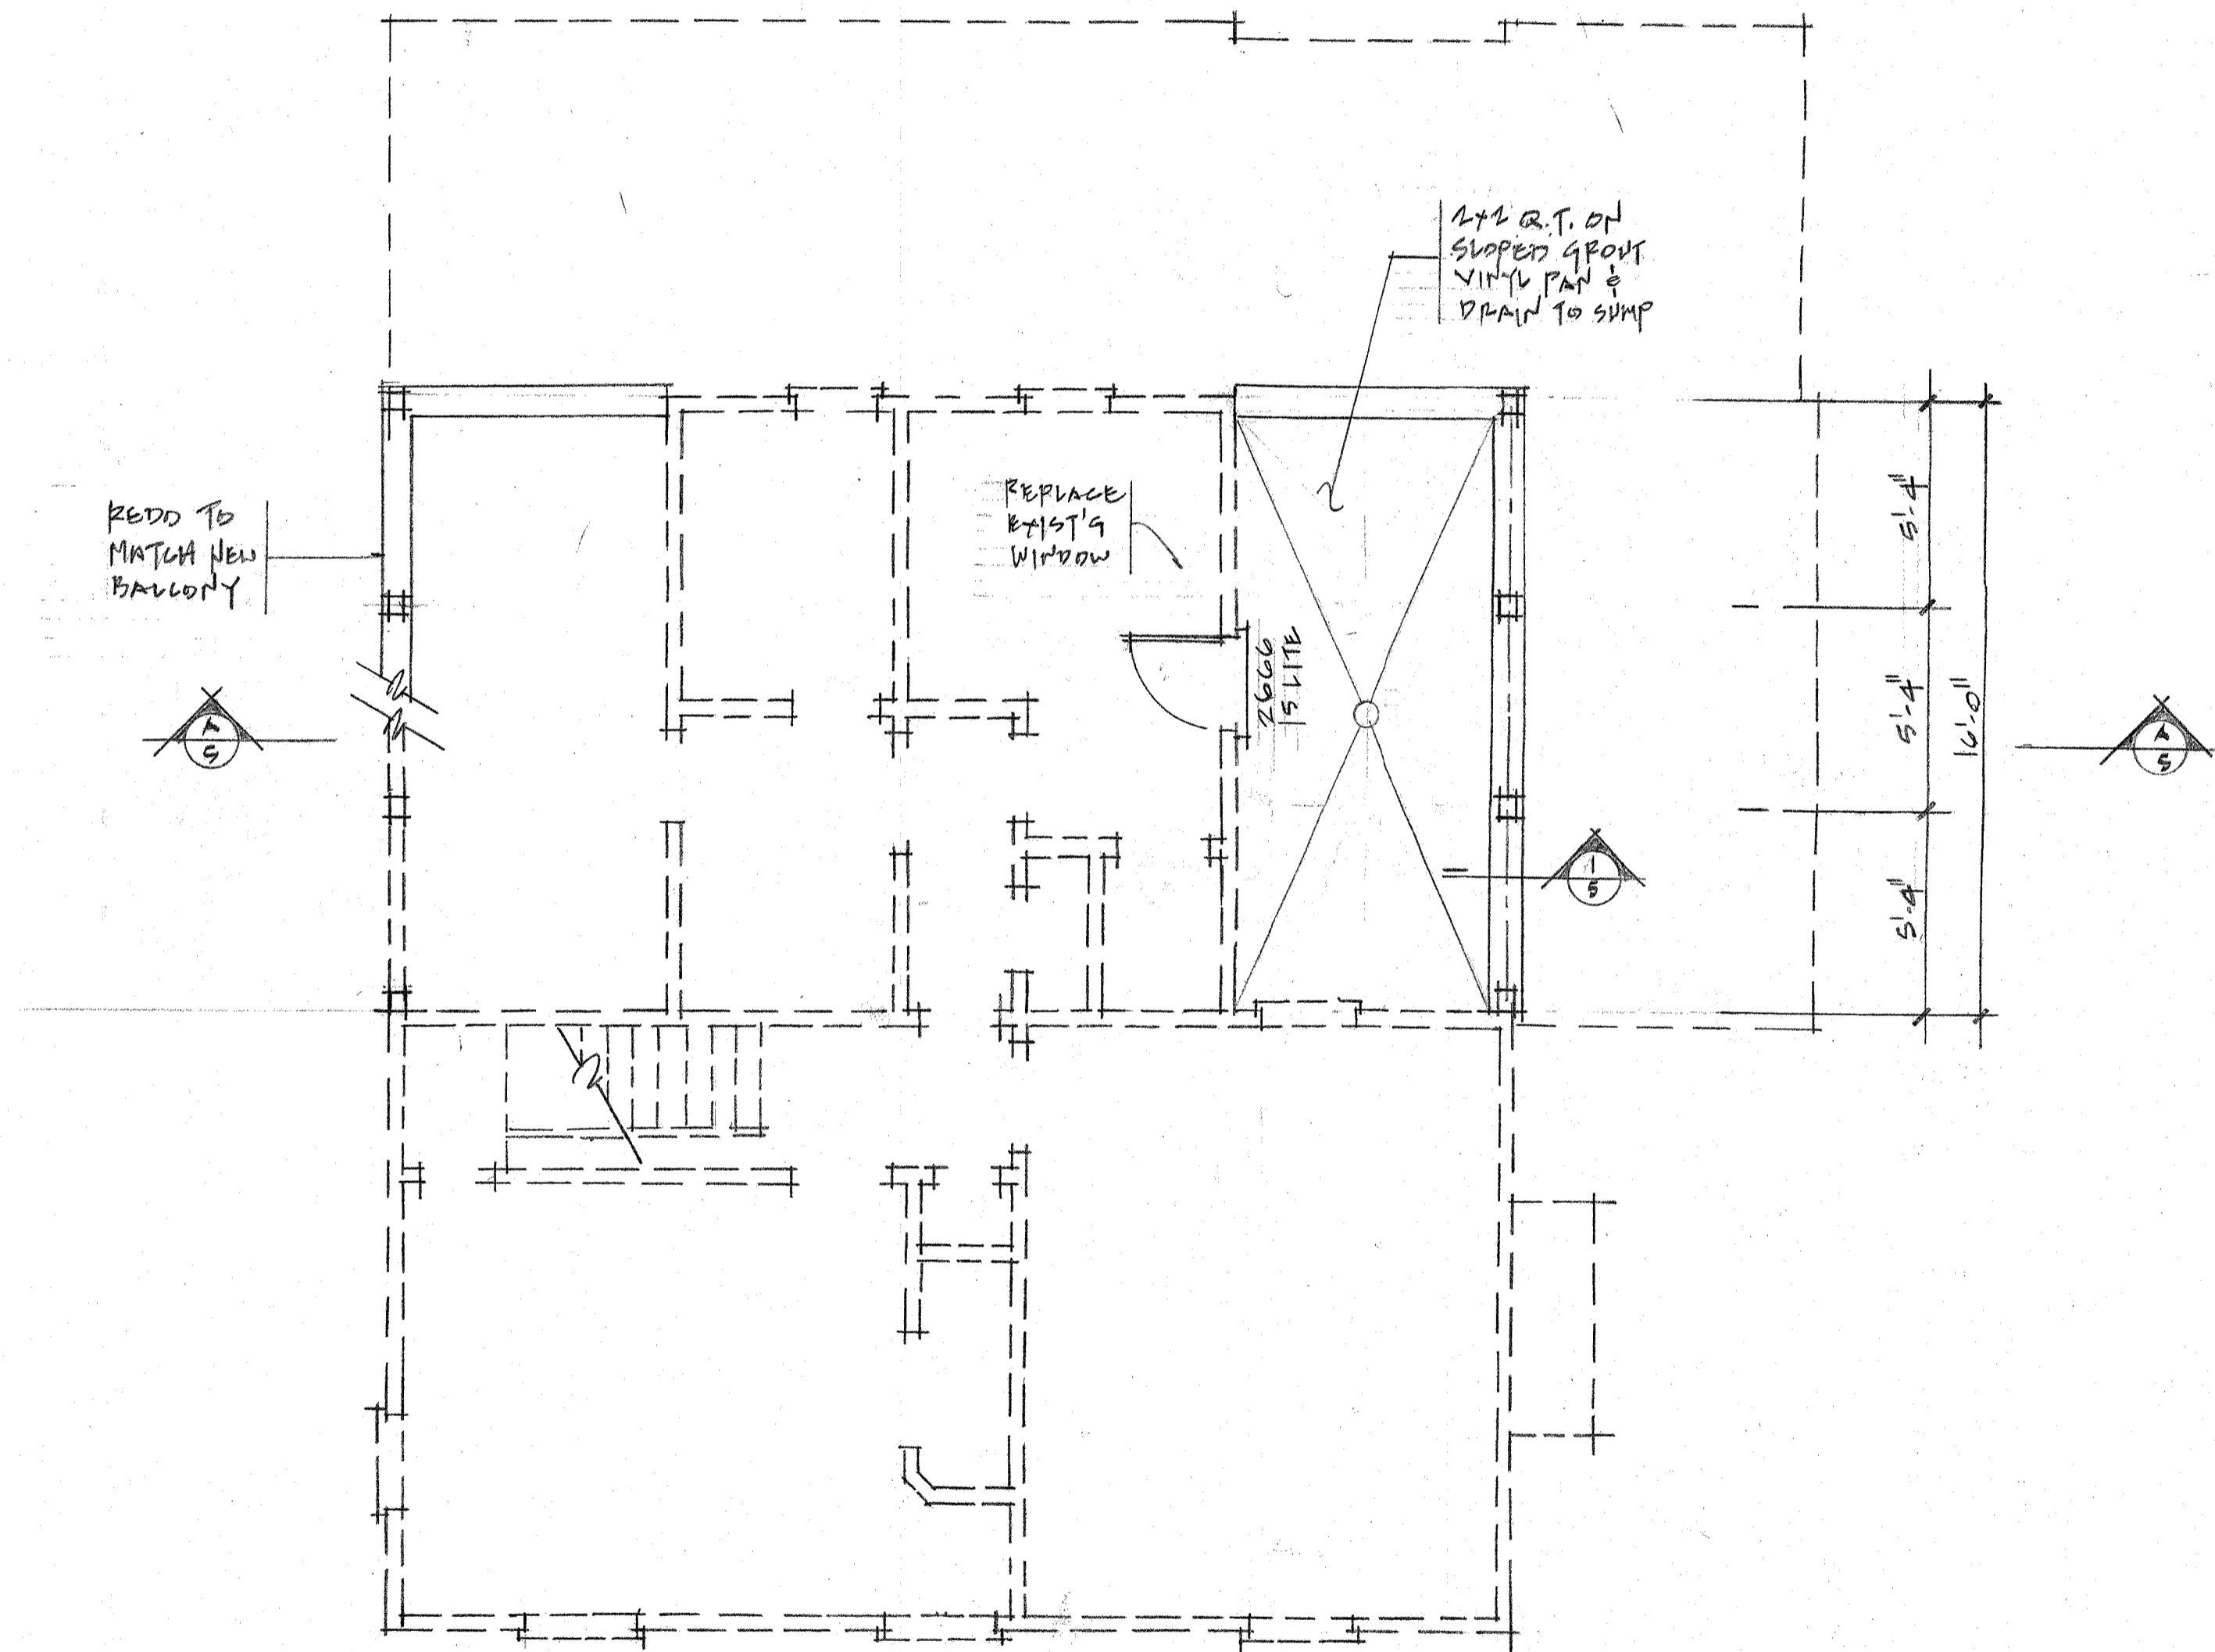 2x2 Q.T. ON
SLOPED GROUT
VINYL PAN &
DRAIN TO SUMP
REDO TO
MATCH NEW
BALCONY
REPLACE
EXIST'G
WINDOW
2666
15 LITE
5'-4"
5'-4"
5'-4"
16'-0"
A
5
A
5
1
5